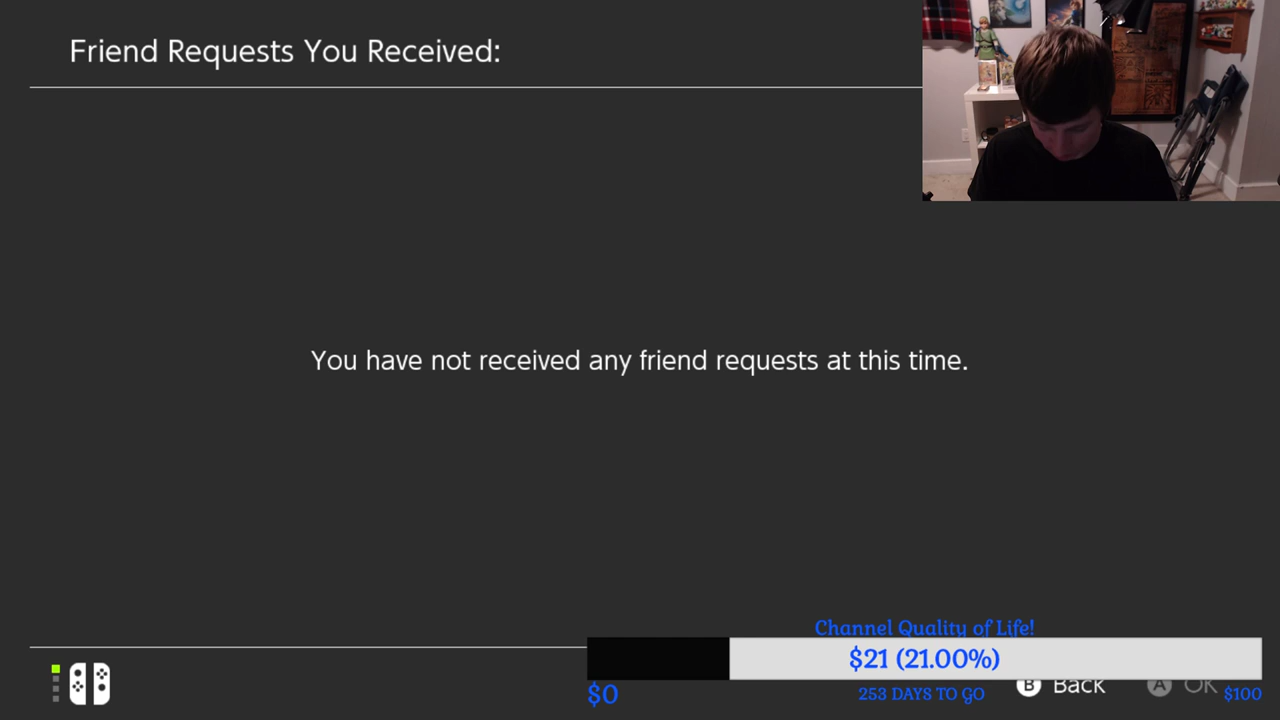 Friend Requests You Received:
You have not received any friend requests at this time.
Channel Quality of Life!
$21 (21.00%)
$0
253 DAYS TO GO
B Back
A OK
$100